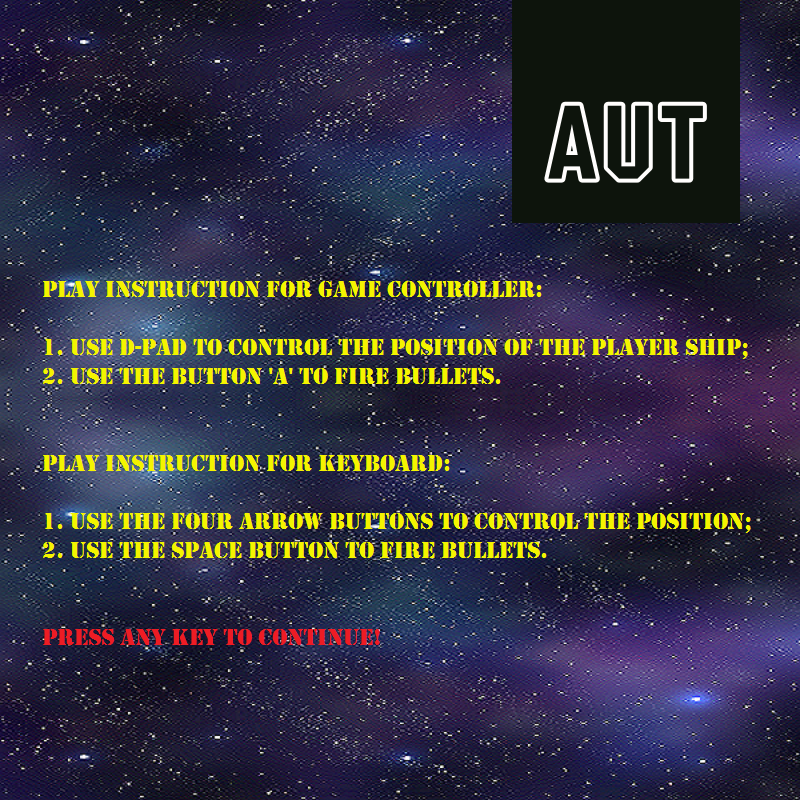 AUT
PLAY INSTRUCTION FOR GAME CONTROLLER:
1. USE D-PAD TO CONTROL THE POSITION OF THE PLAYER SHIP;
2. USE THE BUTTON 'A' TO FIRE BULLETS.
PLAY INSTRUCTION FOR KEYBOARD:
1. USE THE FOUR ARROW BUTTONS TO CONTROL THE POSITION;
2. USE THE SPACE BUTTON TO FIRE BULLETS.
PRESS ANY KEY TO CONTINUE!